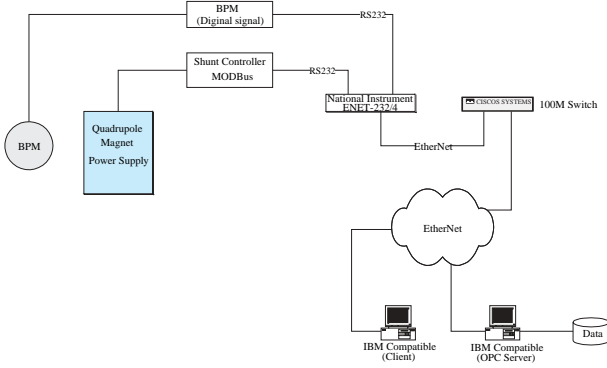 BPM
(Diginal signal)
RS232
Shunt Controller
MODBus
RS232
National Instrument
ENET-232/4
CISCOS SYSTEMS
100M Switch
BPM
Quadrupole
Magnet
Power Supply
EtherNet
EtherNet
IBM Compatible
(Client)
IBM Compatible
(OPC Server)
Data